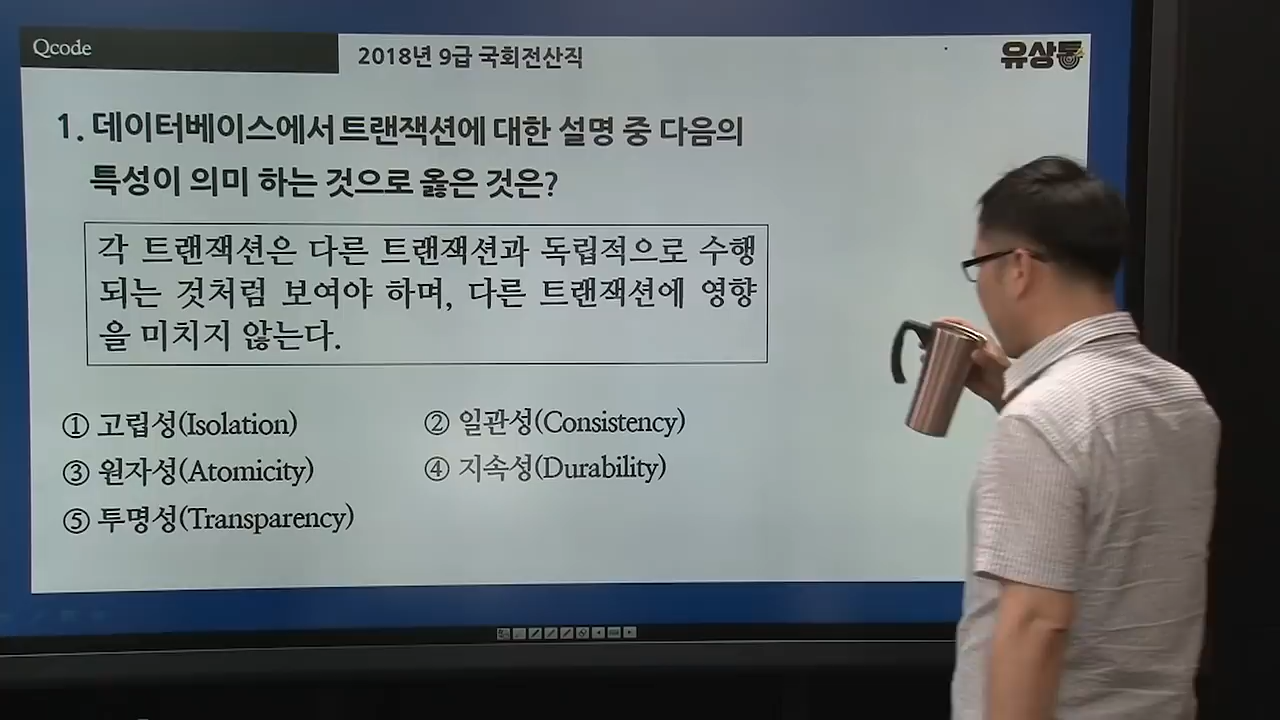 Qcode
2018년 9급 국회전산직
유상통
1. 데이터베이스에서 트랜잭션에 대한 설명 중 다음의
특성이 의미 하는 것으로 옳은 것은?
각 트랜잭션은 다른 트랜잭션과 독립적으로 수행
되는 것처럼 보여야 하며, 다른 트랜잭션에 영향
을 미치지 않는다.
① 고립성(Isolation) ② 일관성(Consistency)
③ 원자성(Atomicity) ④ 지속성(Durability)
⑤ 투명성(Transparency)